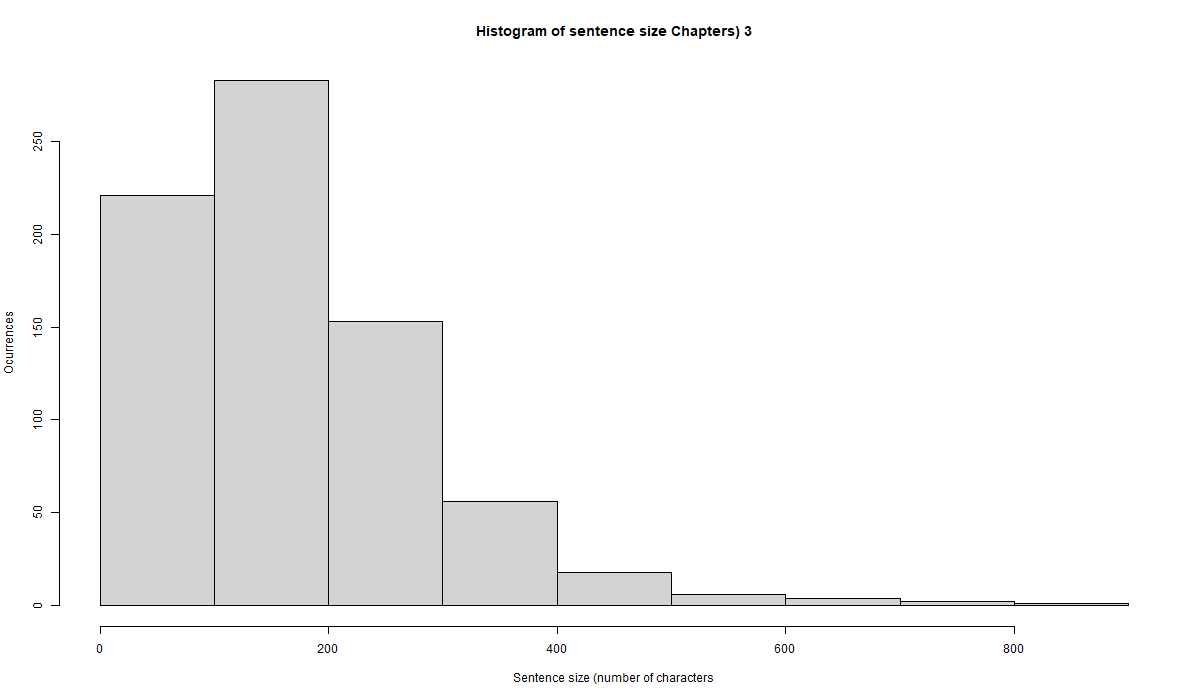 Histogram of sentence size Chapters) 3
Ocurrences
250
200
150
100
50
0
0 200 400 600 800
Sentence size (number of characters